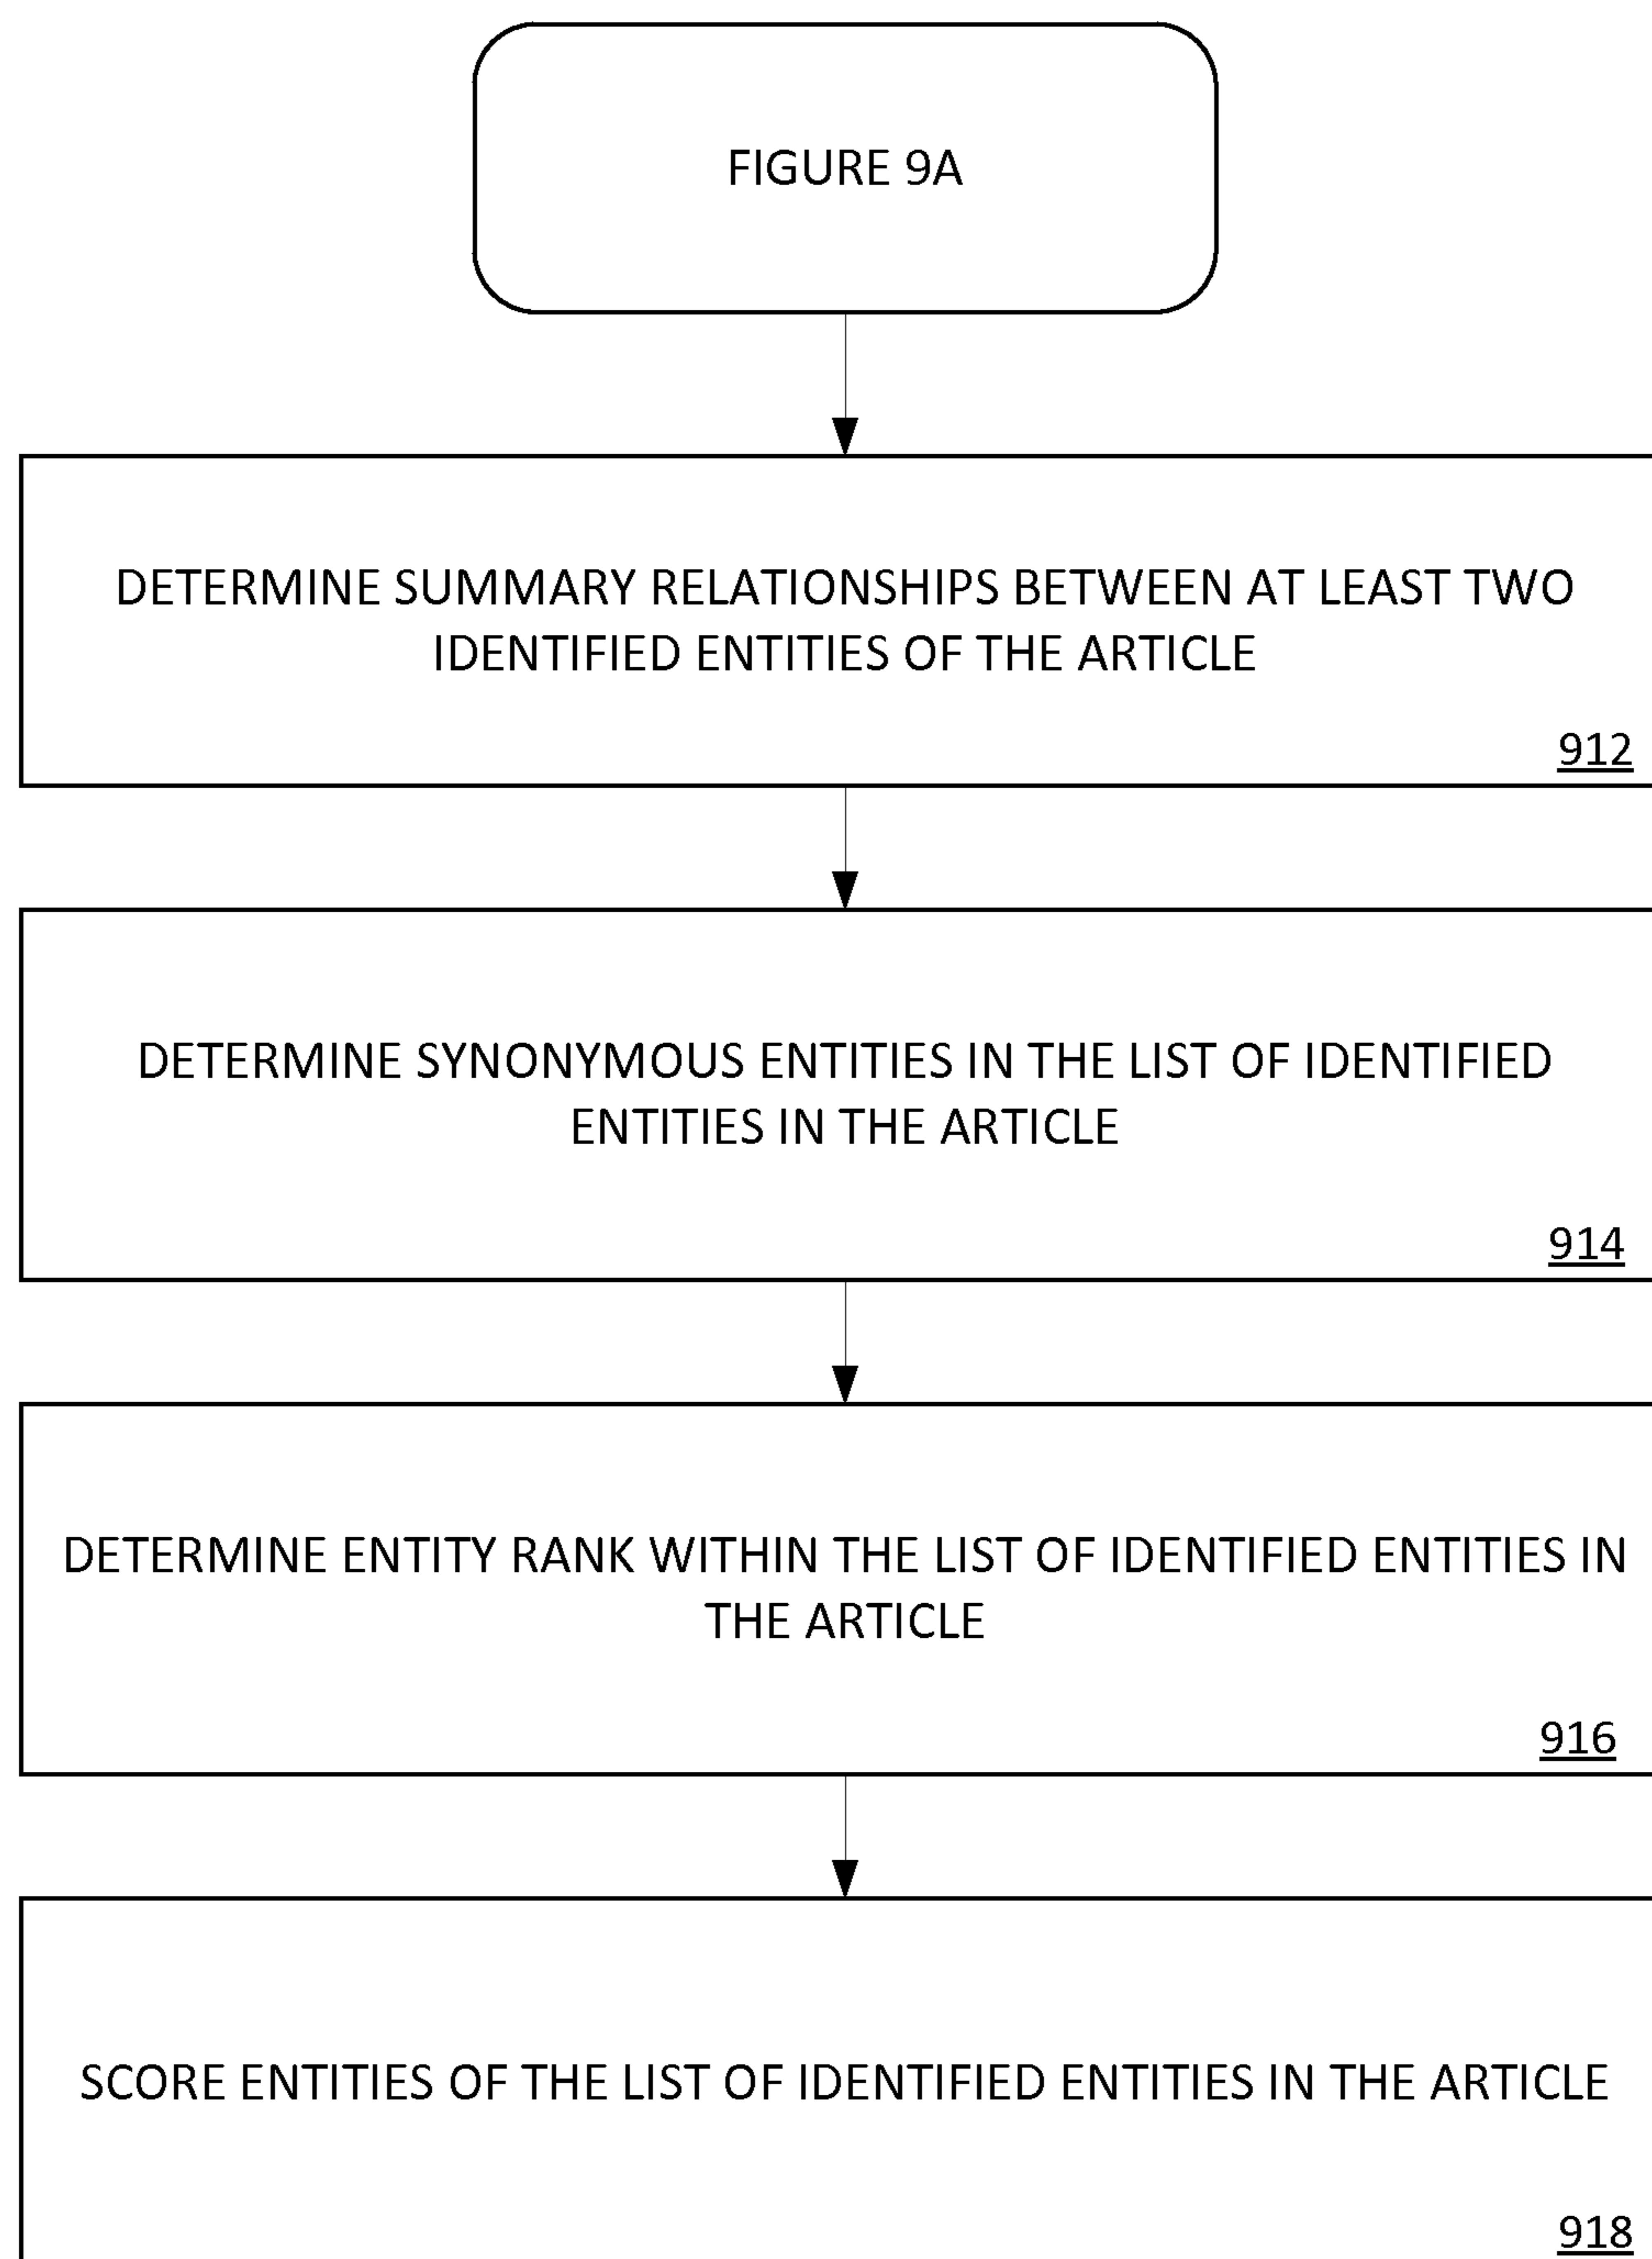 FIGURE 9A
DETERMINE SUMMARY RELATIONSHIPS BETWEEN AT LEAST TWO
IDENTIFIED ENTITIES OF THE ARTICLE
912
DETERMINE SYNONYMOUS ENTITIES IN THE LIST OF IDENTIFIED
ENTITIES IN THE ARTICLE
914
DETERMINE ENTITY RANK WITHIN THE LIST OF IDENTIFIED ENTITIES IN
THE ARTICLE
916
SCORE ENTITIES OF THE LIST OF IDENTIFIED ENTITIES IN THE ARTICLE
918